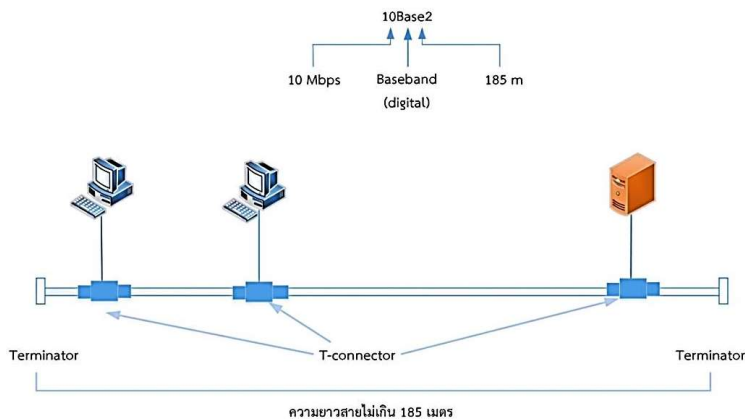 10Base2
10 Mbps Baseband 185 m
(digital)
Terminator T-connector Terminator
ความยาวสายไม่เกิน 185 เมตร